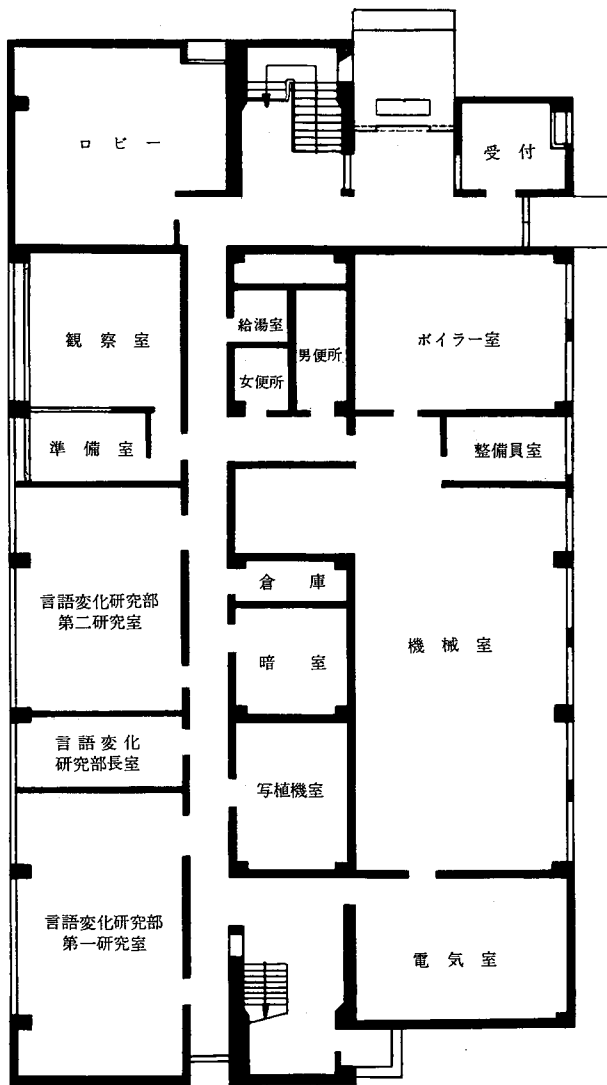 ロビー
受付
観察室
給湯室
男便所
女便所
ボイラー室
準備室
整備員室
言語変化研究部
第二研究室
倉庫
暗室
機械室
言語変化
研究部長室
写植機室
言語変化研究部
第一研究室
電気室